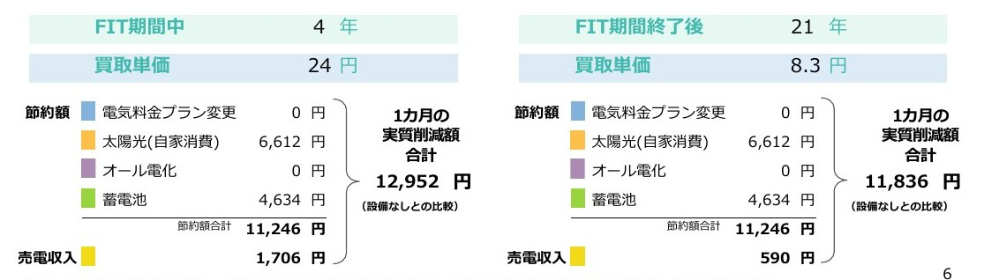 FIT期間中 4 年
買取単価 24 円
節約額 電気料金プラン変更 0 円
太陽光(自家消費) 6,612 円
オール電化 0 円
蓄電池 4,634 円
節約額合計 11,246 円
売電収入 1,706 円
1カ月の
実質削減額
合計
12,952 円
(設備なしとの比較)
FIT期間終了後 21 年
買取単価 8.3 円
節約額 電気料金プラン変更 0 円
太陽光(自家消費) 6,612 円
オール電化 0 円
蓄電池 4,634 円
節約額合計 11,246 円
売電収入 590 円
1カ月の
実質削減額
合計
11,836 円
(設備なしとの比較)
6